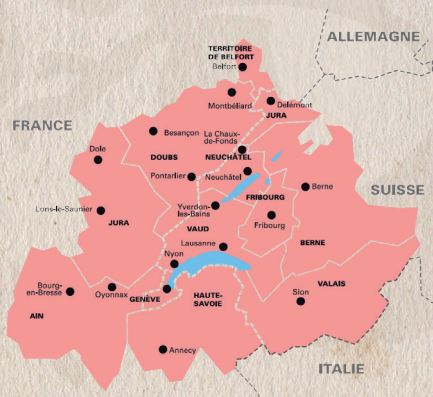 ALLEMAGNE
TERRITOIRE
DE BELFORT
Belfort
Montbéliard
Delémont
JURA
FRANCE
Besançon
La Chaux-
de-Fonds
Dole
DOUBS
NEUCHÂTEL
Pontarlier
Neuchâtel
Berne
SUISSE
FRIBOURG
Lons-le-Saunier
Yverdon-
les-Bains
JURA
VAUD
Fribourg
Lausanne
BERNE
Nyon
VALAIS
Bourg-
en-Bresse
Oyonnax
GENÈVE
HAUTE-
SAVOIE
Sion
AIN
Annecy
ITALIE